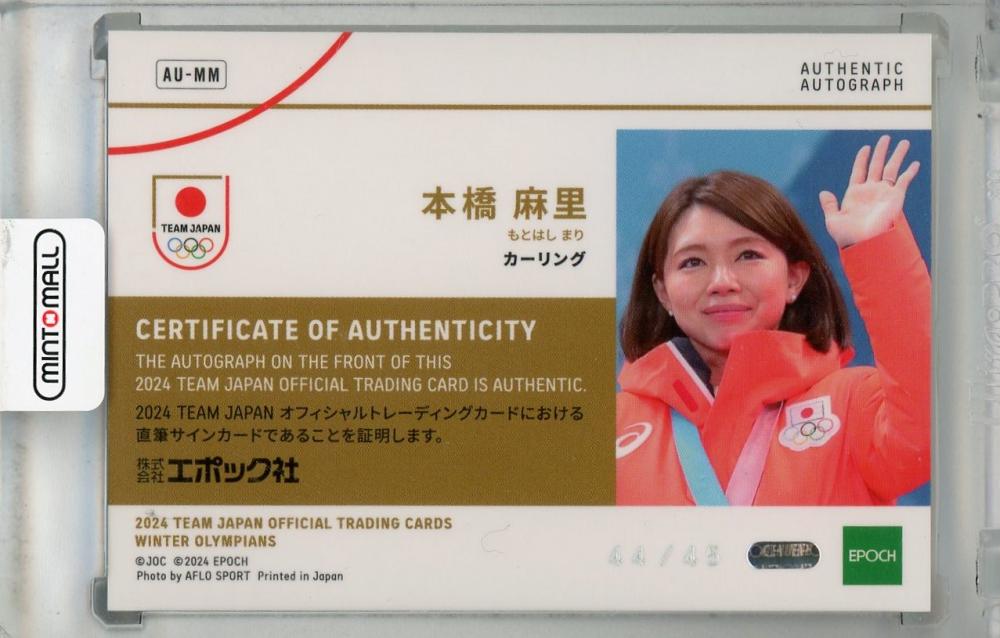 AU-MM
AUTHENTIC
AUTOGRAPH
TEAM JAPAN
本橋 麻里
もとはし まり
カーリング
MINTOMALL
CERTIFICATE OF AUTHENTICITY
THE AUTOGRAPH ON THE FRONT OF THIS
2024 TEAM JAPAN OFFICIAL TRADING CARD IS AUTHENTIC.
2024 TEAM JAPAN オフィシャルトレーディングカードにおける
直筆サインカードであることを証明します。
株式会社エポック社
2024 TEAM JAPAN OFFICIAL TRADING CARDS
WINTER OLYMPIANS
©JOC ©2024 EPOCH
Photo by AFLO SPORT Printed in Japan
44/45
EPOCH